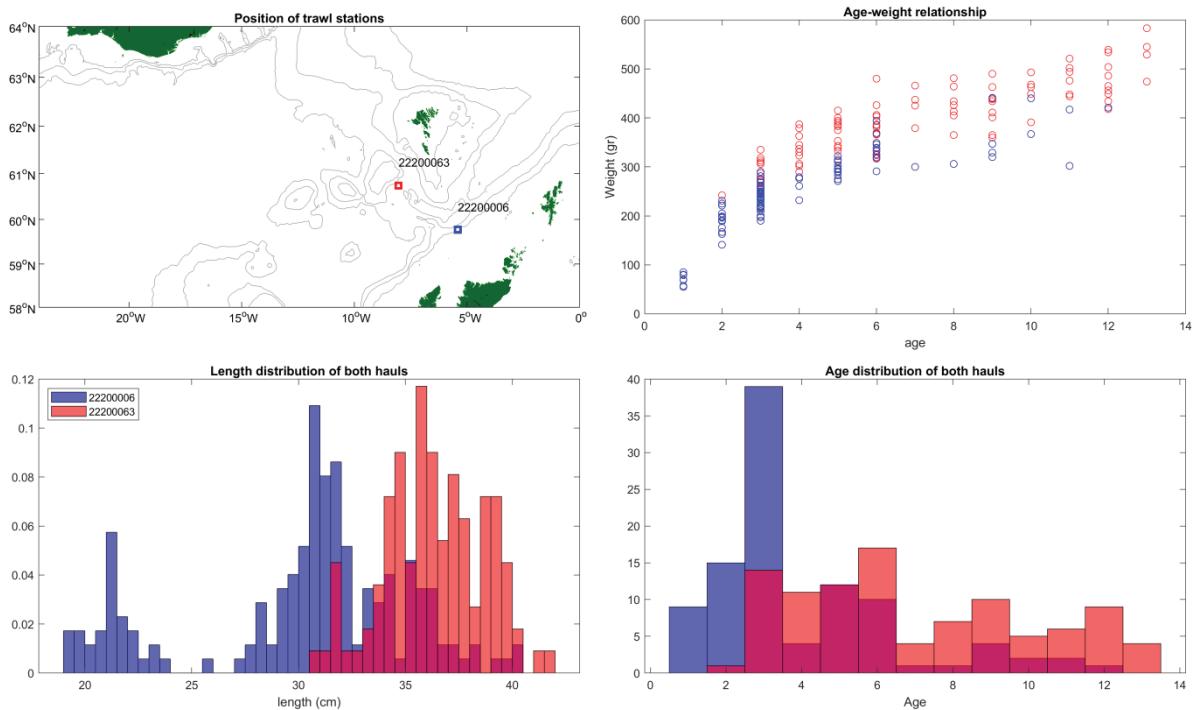 Position of trawl stations
64°N
63°N
62°N
61°N
60°N
59°N
58°N
20°W
15°W
10°W
5°W
0°
22200063
22200006
Age-weight relationship
Weight (gr)
600
500
400
300
200
100
0
0 2 4 6 8 10 12 14
age
Length distribution of both hauls
22200006
22200063
0.12
0.1
0.08
0.06
0.04
0.02
0
20 25 30 35 40
length (cm)
Age distribution of both hauls
40
35
30
25
20
15
10
5
0
0 2 4 6 8 10 12 14
Age